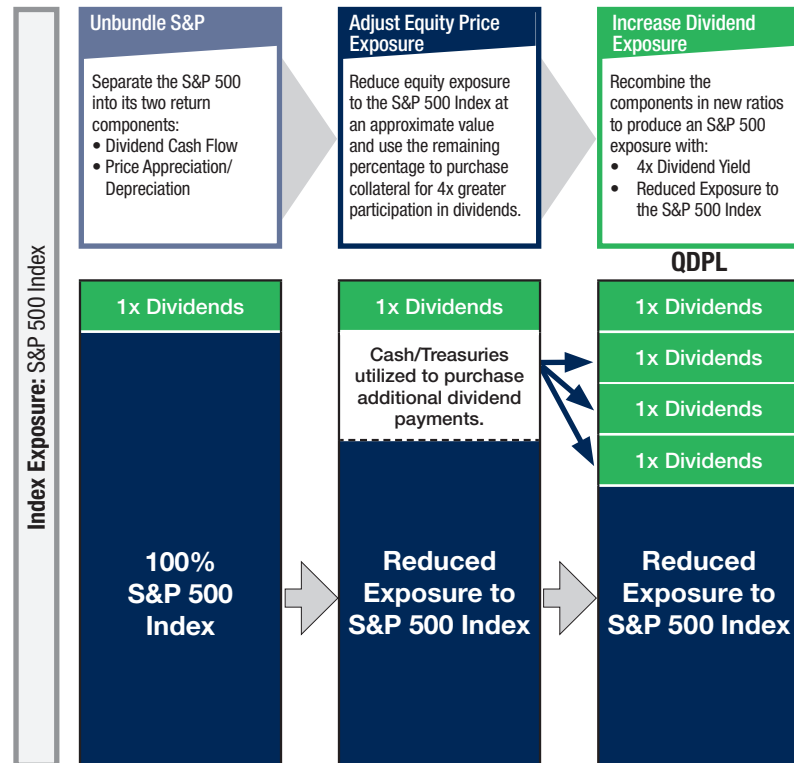 Index Exposure: S&P 500 Index
Unbundle S&P
Separate the S&P 500
into its two return
components:
• Dividend Cash Flow
• Price Appreciation/
Depreciation
Adjust Equity Price
Exposure
Reduce equity exposure
to the S&P 500 Index at
an approximate value
and use the remaining
percentage to purchase
collateral for 4x greater
participation in dividends.
Increase Dividend
Exposure
Recombine the
components in new ratios
to produce an S&P 500
exposure with:
• 4x Dividend Yield
• Reduced Exposure to
the S&P 500 Index
1x Dividends
100%
S&P 500
Index
1x Dividends
Cash/Treasuries
utilized to purchase
additional dividend
payments.
Reduced
Exposure to
S&P 500 Index
QDPL
1x Dividends
1x Dividends
1x Dividends
1x Dividends
Reduced
Exposure to
S&P 500 Index